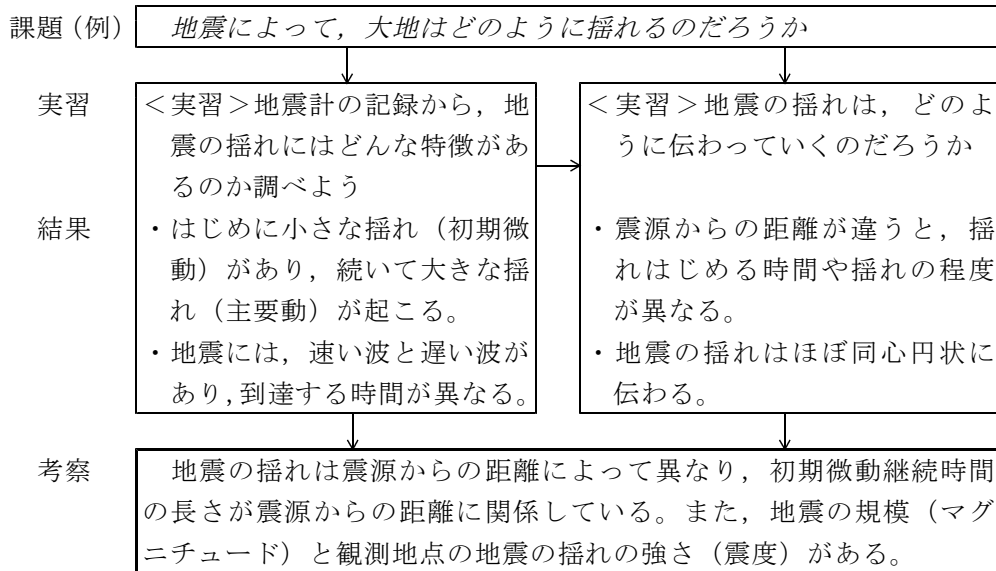 課題（例）
地震によって，大地はどのように揺れるのだろうか
実習
＜実習＞地震計の記録から，地
震の揺れにはどんな特徴があ
るのか調べよう
＜実習＞地震の揺れは，どのよ
うに伝わっていくのだろうか
結果
・はじめに小さな揺れ（初期微
動）があり，続いて大きな揺
れ（主要動）が起こる。
・地震には，速い波と遅い波が
あり，到達する時間が異なる。
・震源からの距離が違うと，揺
れはじめる時間や揺れの程度
が異なる。
・地震の揺れはほぼ同心円状に
伝わる。
考察
地震の揺れは震源からの距離によって異なり，初期微動継続時間
の長さが震源からの距離に関係している。また，地震の規模（マグ
ニチュード）と観測地点の地震の揺れの強さ（震度）がある。